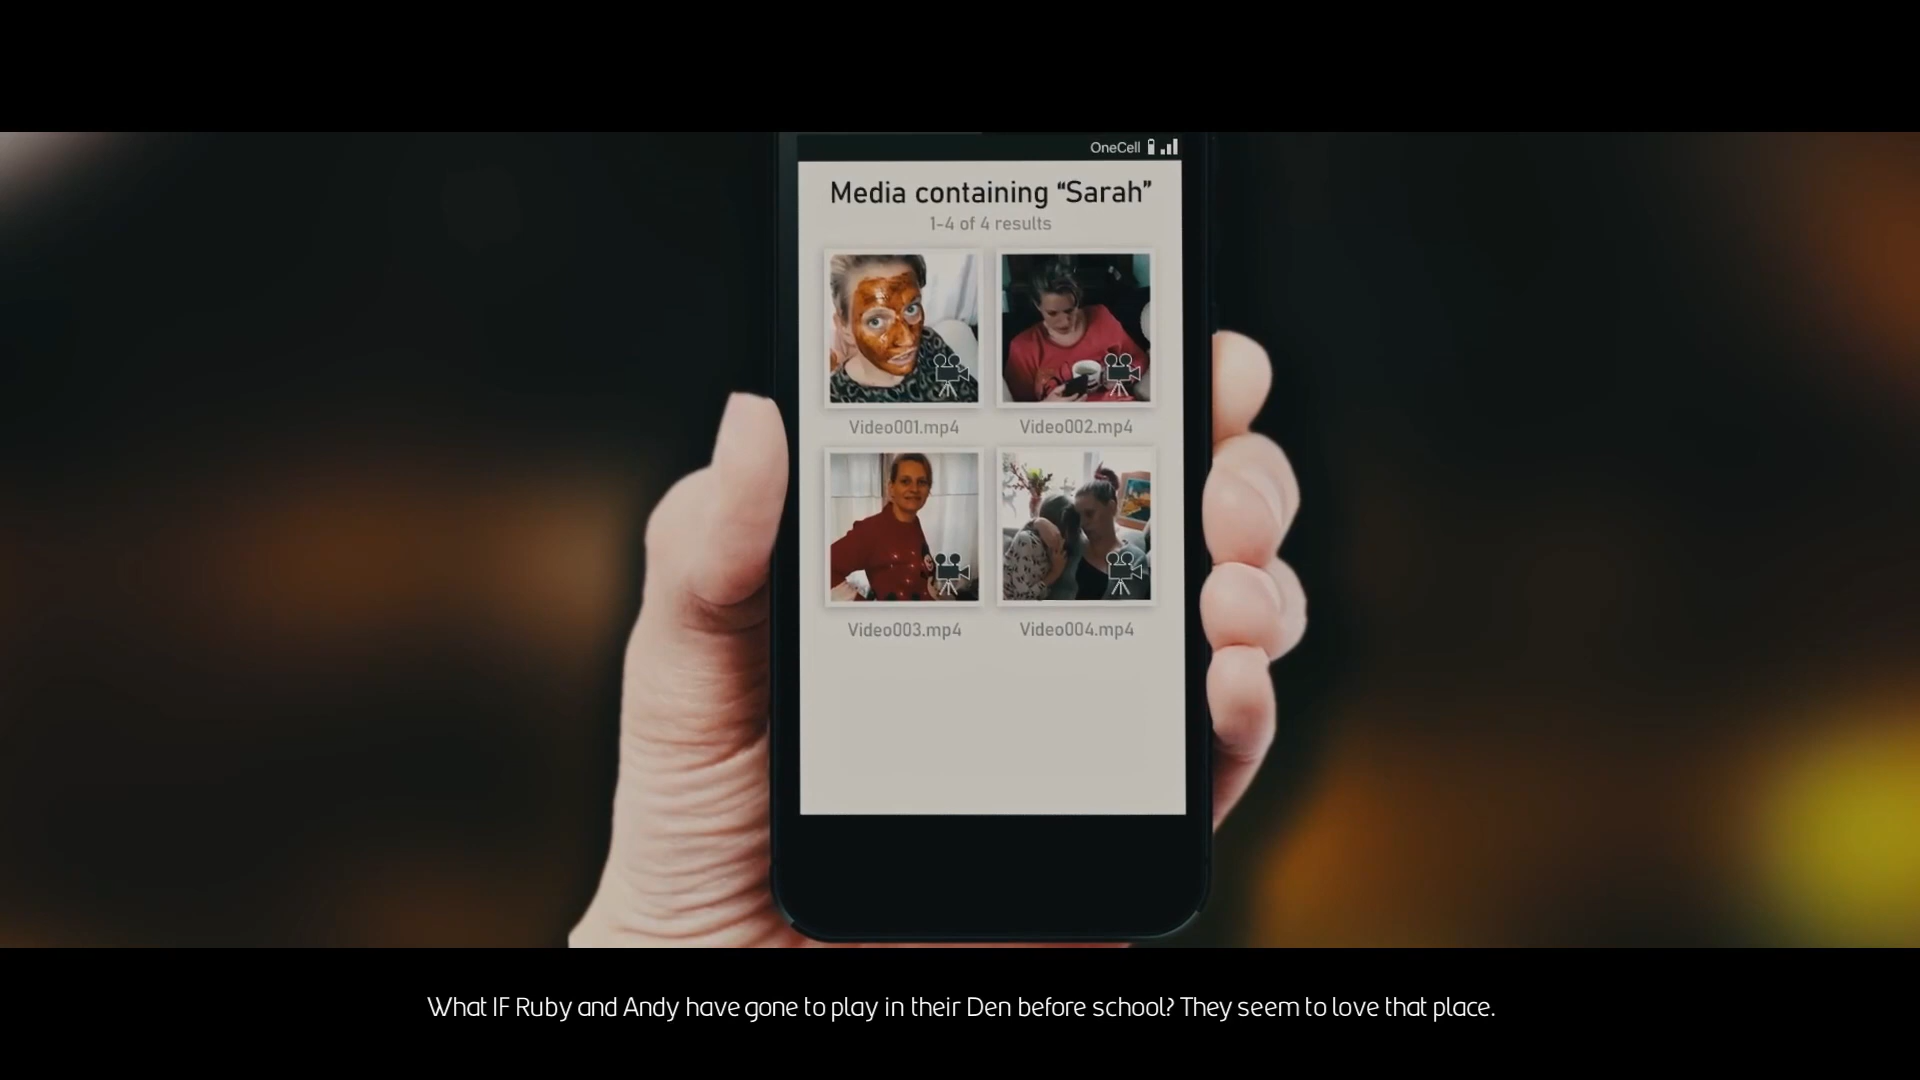 OneCell
Media containing “Sarah”
1-4 of 4 results
Video001.mp4
Video002.mp4
Video003.mp4
Video004.mp4
What IF Ruby and Andy have gone to play in their Den before school? They seem to love that place.